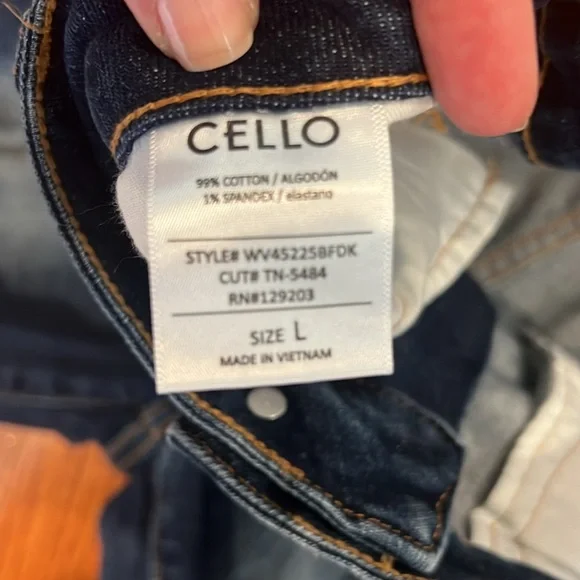 CELLO
99% COTTON / ALGODÓN
1% SPANDEX / elastano
STYLE# WV45225BFDK
CUT# TN-5484
RN#129203
SIZE L
MADE IN VIETNAM